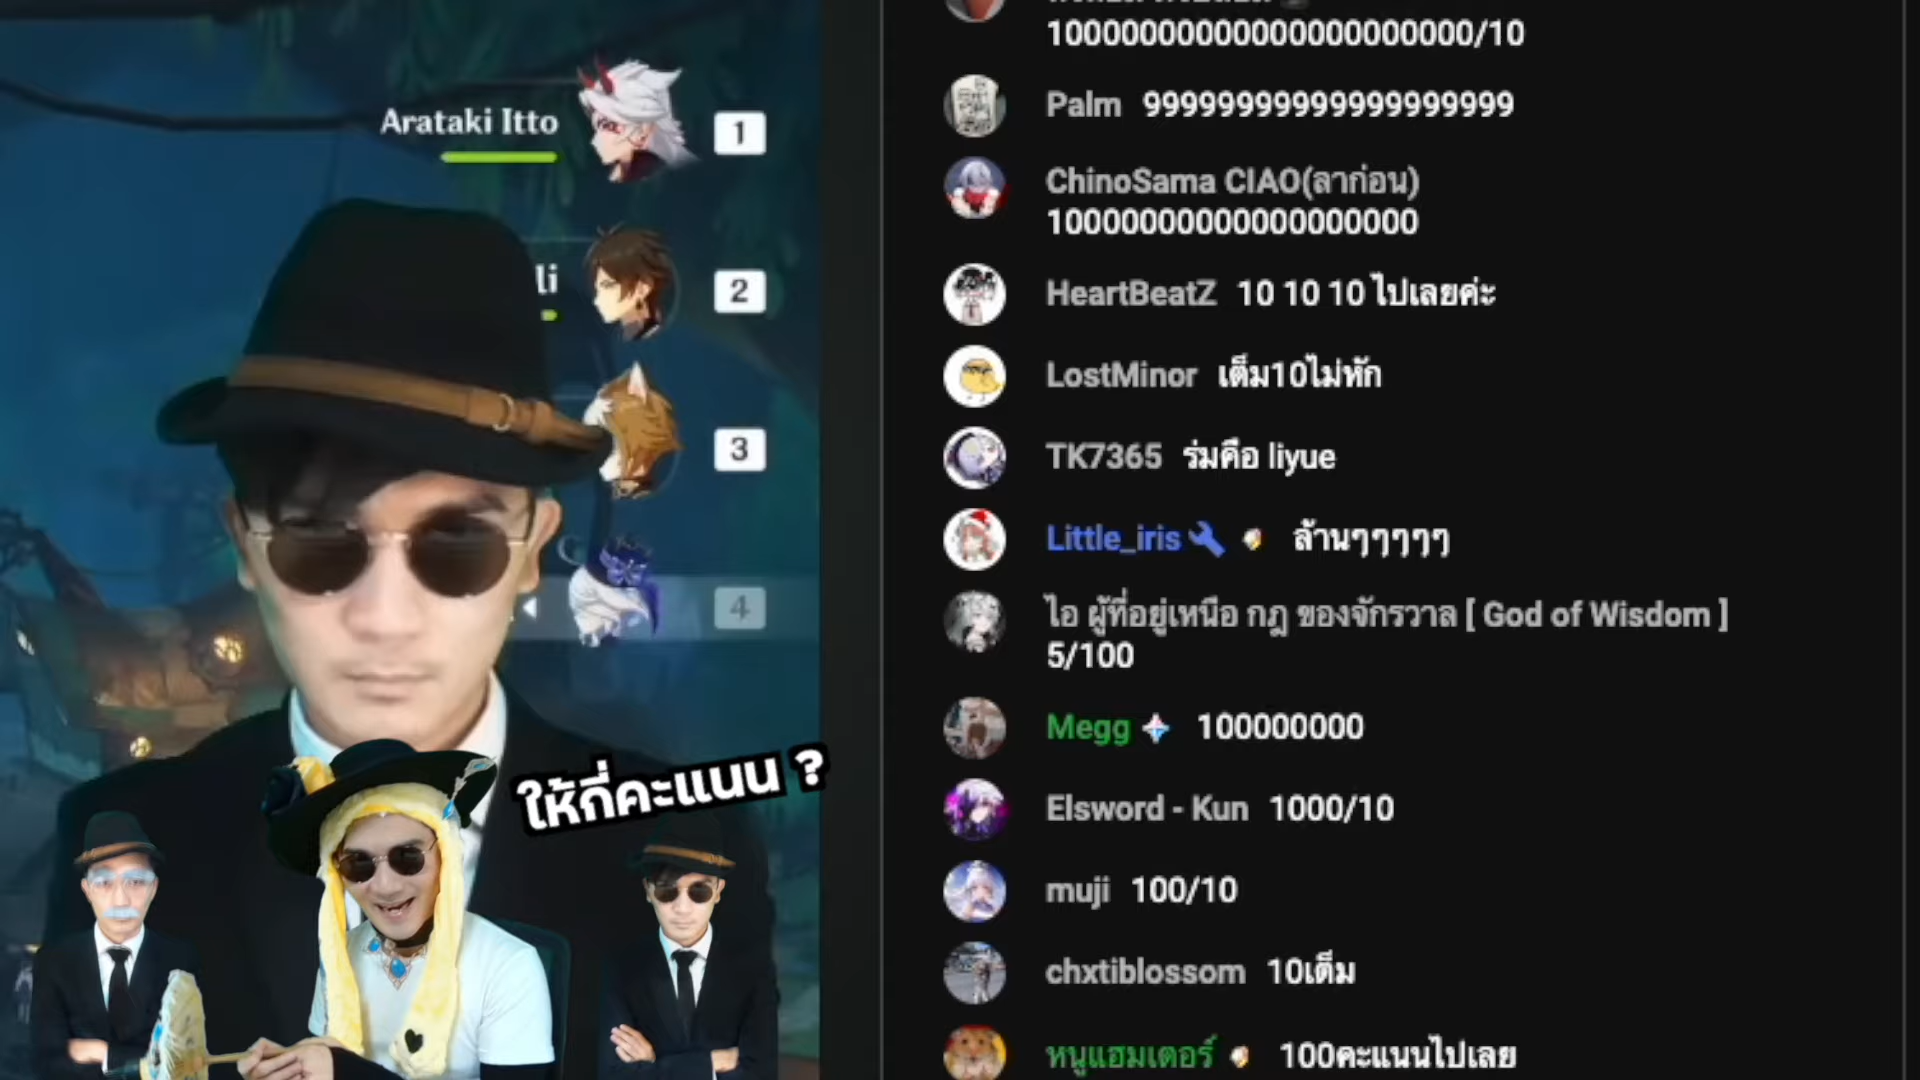 Arataki Itto
1
li
2
3
4
ให้กี่คะแนน ?
10000000000000000000000/10
Palm 99999999999999999999
ChinoSama CIAO(ลาก่อน)
10000000000000000000
HeartBeatZ 10 10 10 ไปเลยค่ะ
LostMinor เต็ม10ไม่หัก
TK7365 ร่มคือ liyue
Little_iris ล้านๆๆๆๆๆ
ไอ ผู้ที่อยู่เหนือ กฎ ของจักรวาล [ God of Wisdom ]
5/100
Megg 100000000
Elsword - Kun 1000/10
muji 100/10
chxtiblossom 10เต็ม
หนูแฮมเตอร์ 100คะแนนไปเลย